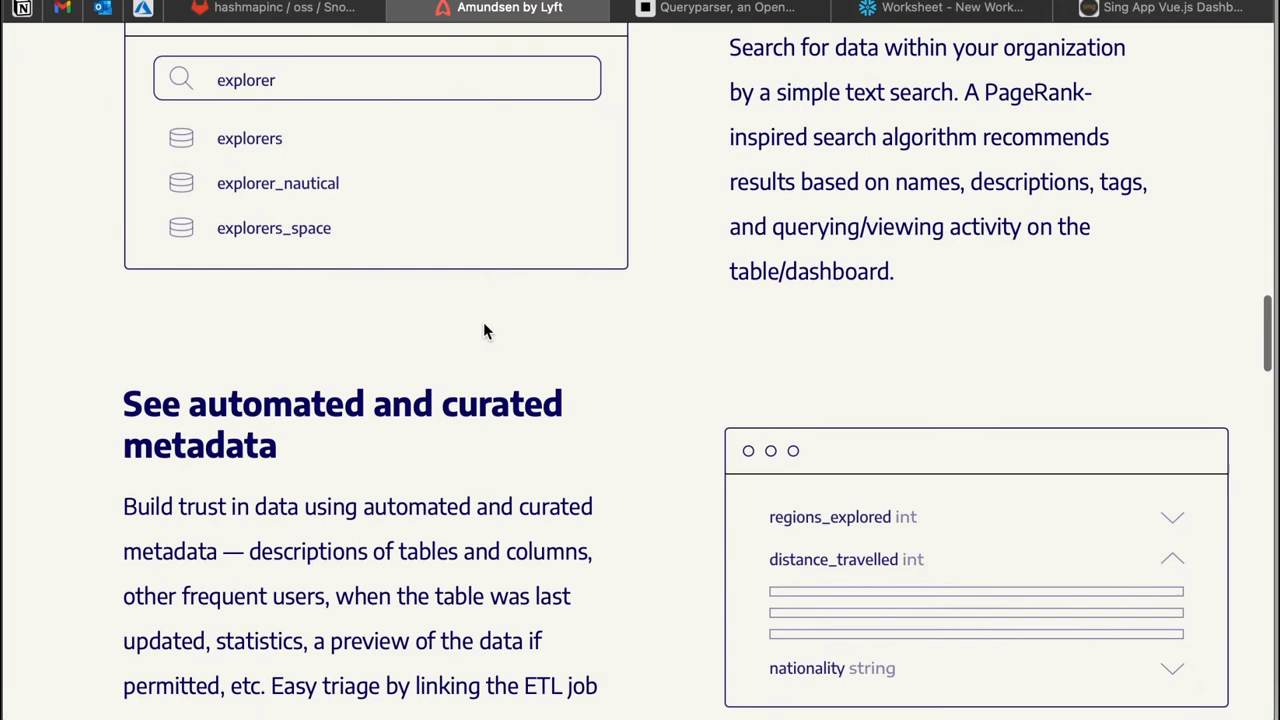 hashmapinc / oss / Sno...
Amundsen by Lyft
Queryparser, an Open...
Worksheet - New Work...
Sing App Vue.js Dashb...
explorer
explorers
explorer_nautical
explorers_space
Search for data within your organization
by a simple text search. A PageRank-
inspired search algorithm recommends
results based on names, descriptions, tags,
and querying/viewing activity on the
table/dashboard.
See automated and curated
metadata
Build trust in data using automated and curated
metadata — descriptions of tables and columns,
other frequent users, when the table was last
updated, statistics, a preview of the data if
permitted, etc. Easy triage by linking the ETL job
regions_explored int
distance_travelled int
nationality string